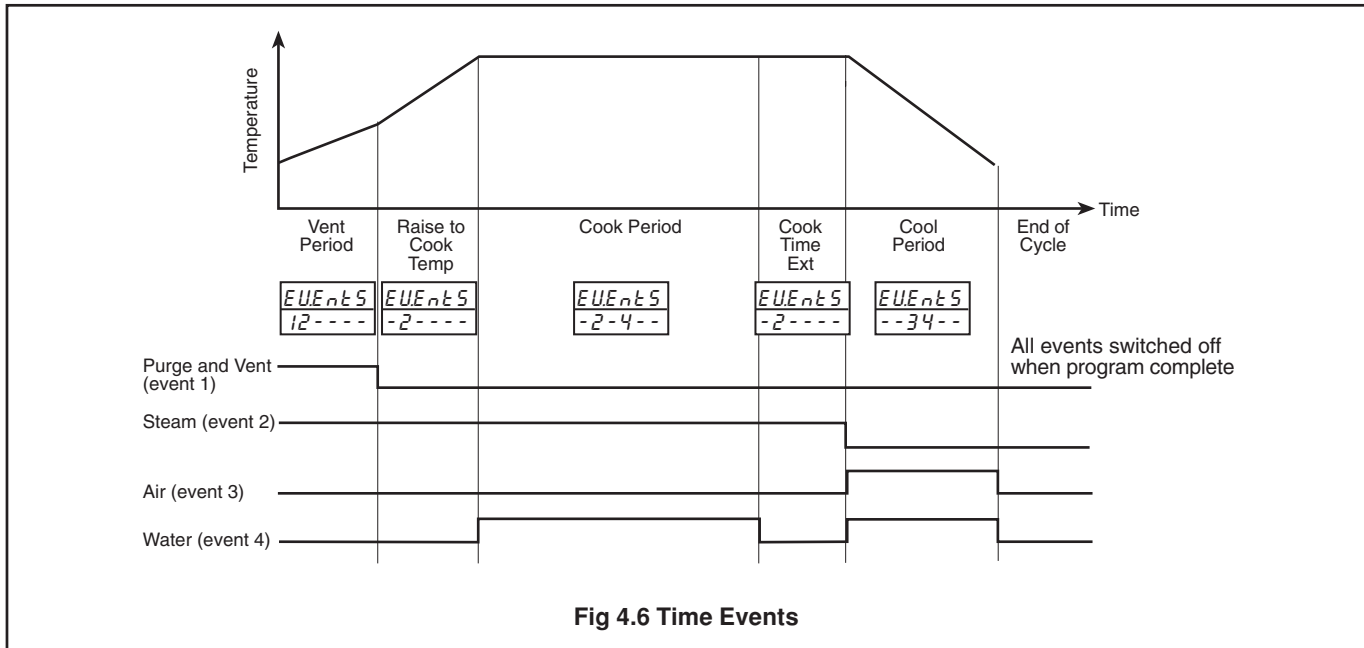 Temperature
Time
Vent
Period
Raise to
Cook
Temp
Cook Period
Cook
Time
Ext
Cool
Period
End of
Cycle
EV.EntS
12----
EV.EntS
-2----
EV.EntS
-2-4--
EV.EntS
-2----
EV.EntS
--34--
All events switched off
when program complete
Purge and Vent
(event 1)
Steam (event 2)
Air (event 3)
Water (event 4)
Fig 4.6 Time Events